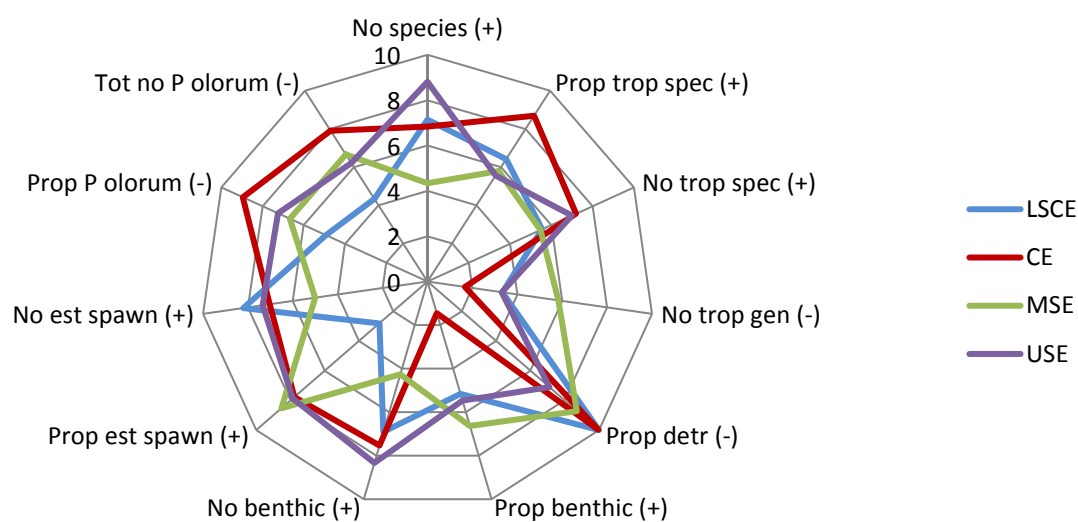 No species (+)
Prop trop spec (+)
No trop spec (+)
No trop gen (-)
Prop detr (-)
Prop benthic (+)
No benthic (+)
Prop est spawn (+)
No est spawn (+)
Prop P olorum (-)
Tot no P olorum (-)
10
8
6
4
2
0
LSCE
CE
MSE
USE